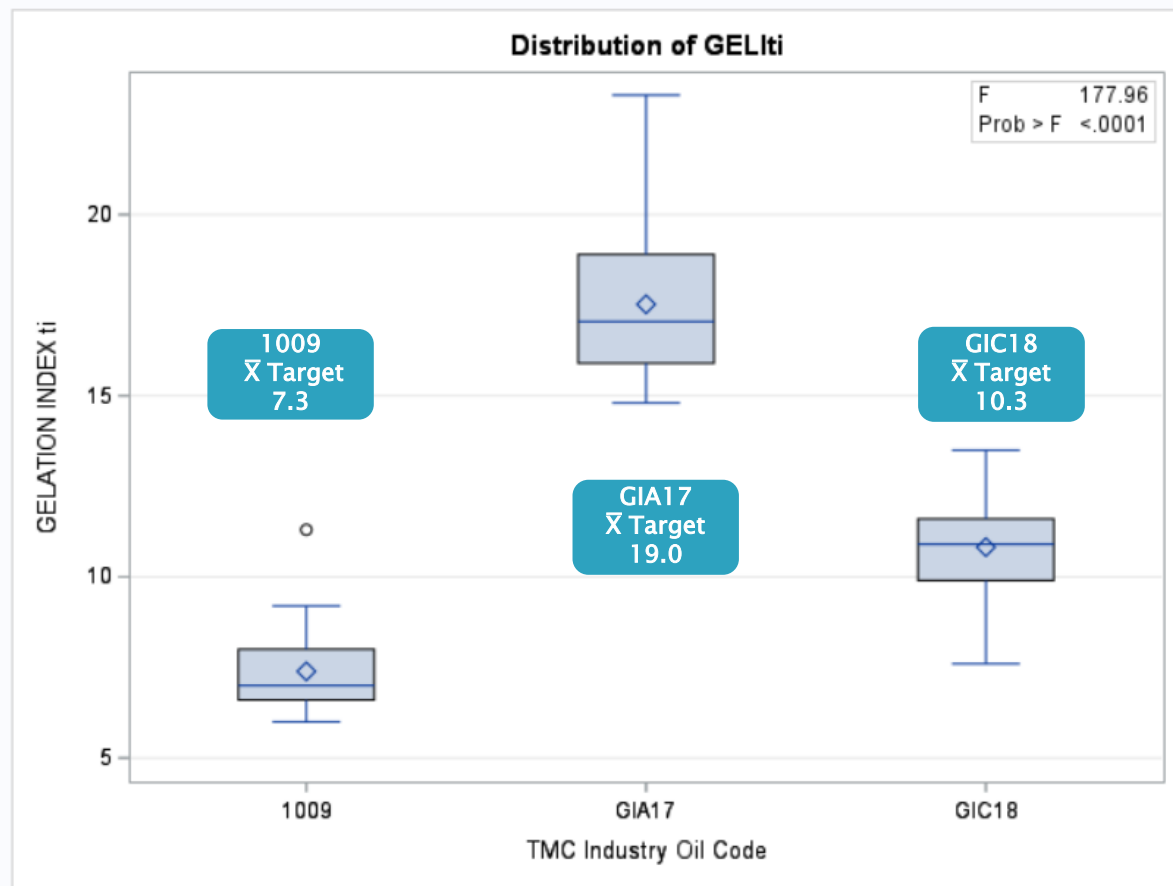 Distribution of GELIti
F 177.96
Prob > F <.0001
20
15
10
5
GELATION INDEX ti
1009
X̅ Target
7.3
GIA17
X̅ Target
19.0
GIC18
X̅ Target
10.3
1009
GIA17
GIC18
TMC Industry Oil Code